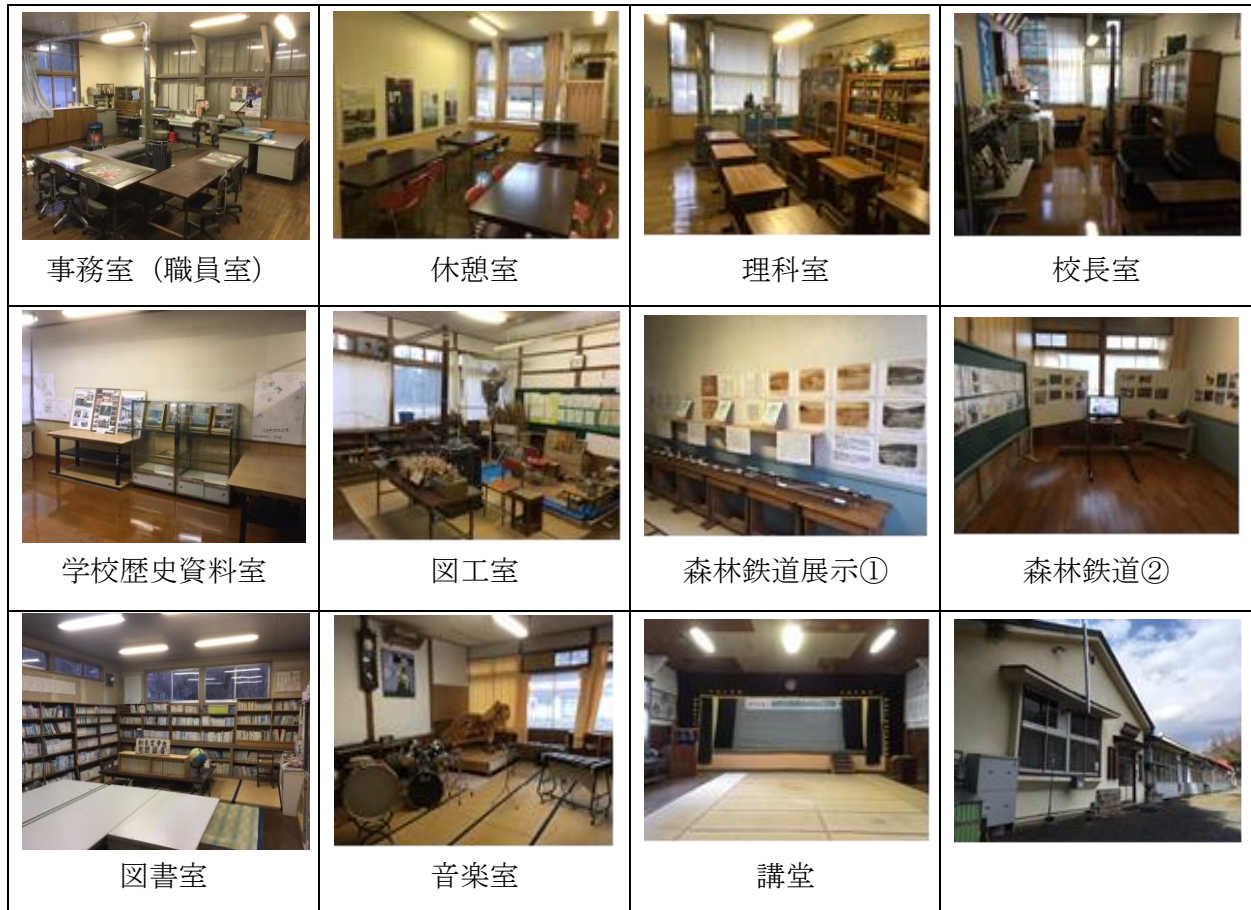 事務室（職員室）
休憩室
理科室
校長室
学校歴史資料室
図工室
森林鉄道展示①
森林鉄道②
図書室
音楽室
講堂